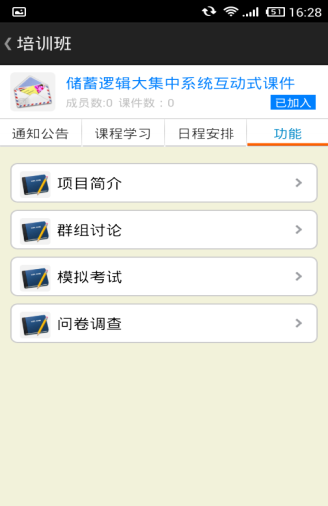 51 16:28
培训班
储蓄逻辑大集中系统互动式课件
成员数:0 课件数：0
已加入
通知公告 课程学习 日程安排 功能
项目简介
群组讨论
模拟考试
问卷调查